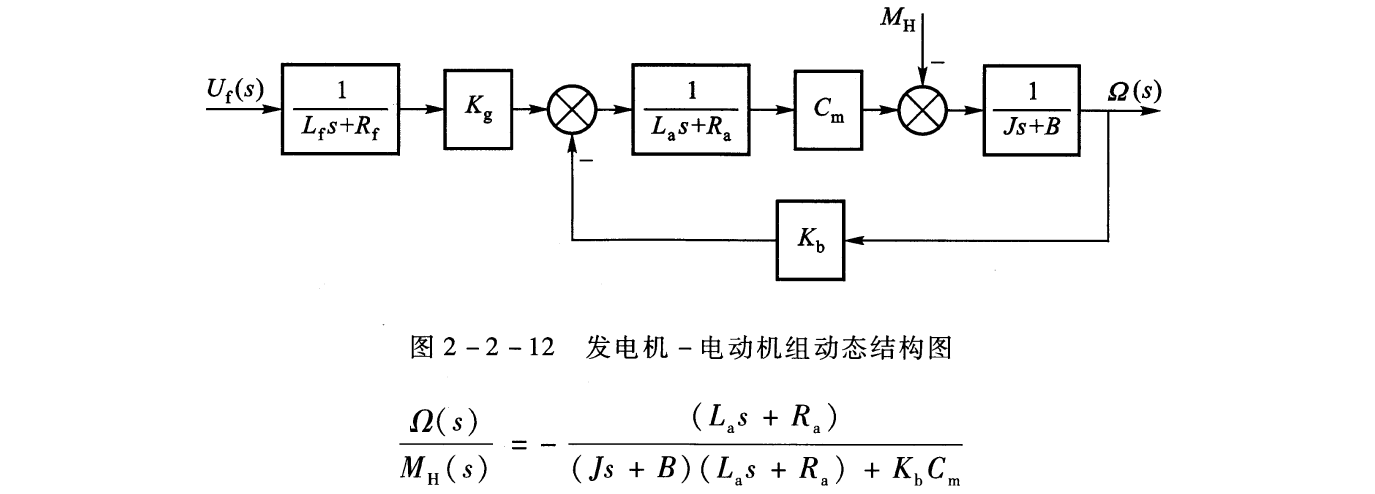 M_H
−
U_f(s)
1
L_f s+R_f
K_g
1
L_a s+R_a
C_m
1
Js+B
Ω(s)
−
K_b
图 2-2-12 发电机-电动机组动态结构图
Ω(s)/M_H(s) = - (L_a s + R_a)/((Js + B)(L_a s + R_a) + K_b C_m)